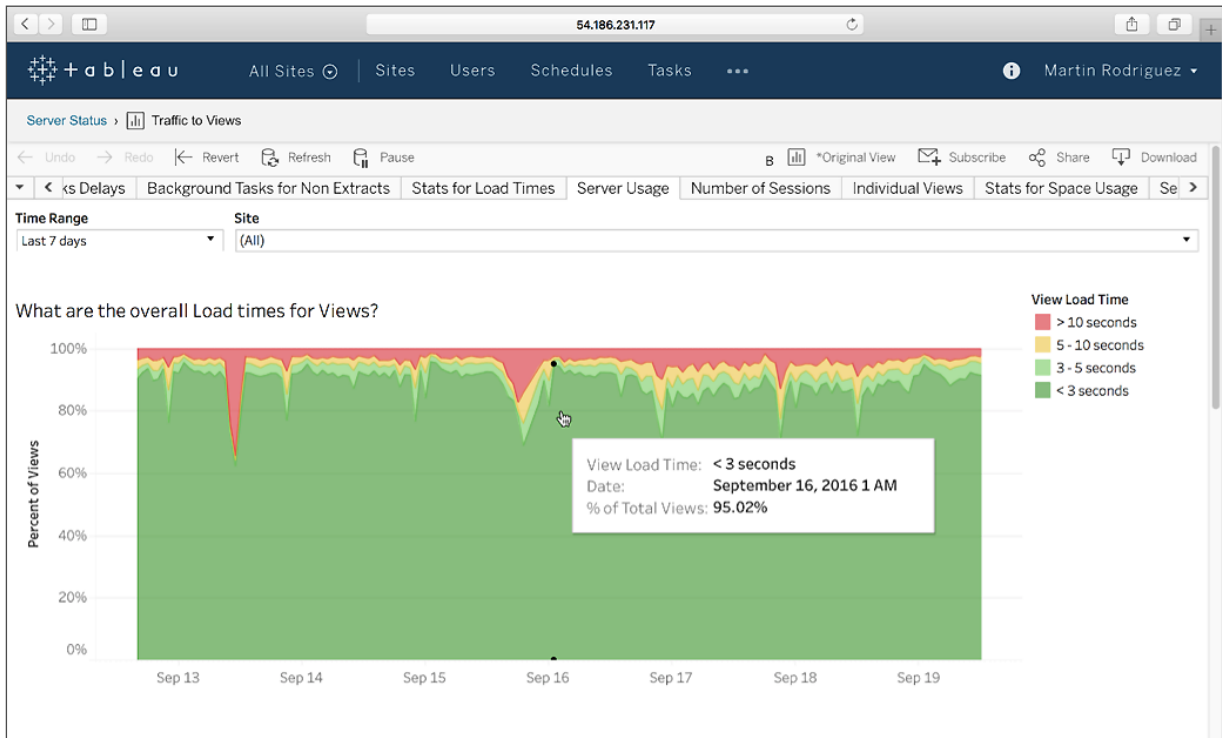 54.186.231.117
+ableau All Sites Sites Users Schedules Tasks ••• Martin Rodriguez
Server Status › Traffic to Views
Undo Redo Revert Refresh Pause B *Original View Subscribe Share Download
ks Delays Background Tasks for Non Extracts Stats for Load Times Server Usage Number of Sessions Individual Views Stats for Space Usage Se
Time Range Site
Last 7 days (All)
What are the overall Load times for Views?
View Load Time
> 10 seconds
5 - 10 seconds
3 - 5 seconds
< 3 seconds
Percent of Views
100%
80%
60%
40%
20%
0%
View Load Time: < 3 seconds
Date: September 16, 2016 1 AM
% of Total Views: 95.02%
Sep 13 Sep 14 Sep 15 Sep 16 Sep 17 Sep 18 Sep 19